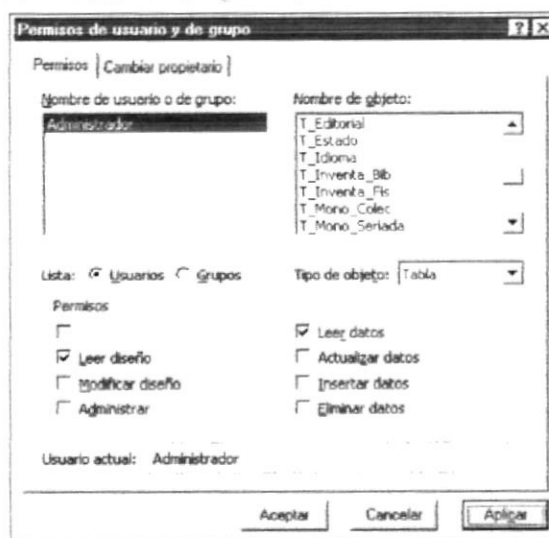 Permisos de usuario y de grupo
Permisos Cambiar propietario
Nombre de usuario o de grupo:
Administrador
Nombre de objeto:
T_Editorial
T_Estado
T_Idioma
T_Inventa_Bib
T_Inventa_Fis
T_Mono_Colec
T_Mono_Seriada
Lista: Usuarios Grupos
Tipo de objeto: Tabla
Permisos
Leer diseño
Modificar diseño
Administrar
Leer datos
Actualizar datos
Insertar datos
Eliminar datos
Usuario actual: Administrador
Aceptar Cancelar Aplicar